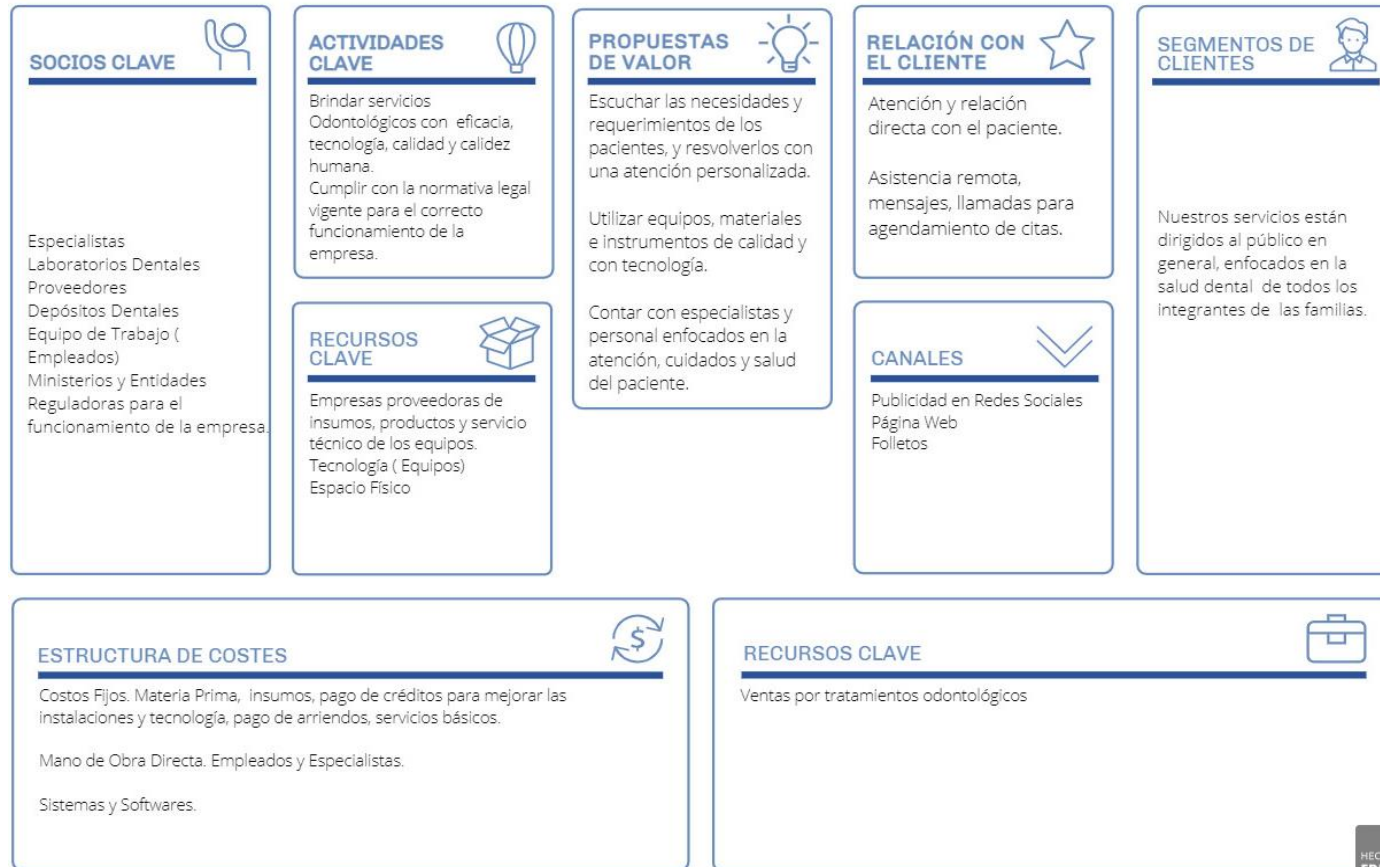 SOCIOS CLAVE
Especialistas
Laboratorios Dentales
Proveedores
Depósitos Dentales
Equipo de Trabajo (
Empleados)
Ministerios y Entidades
Reguladoras para el
funcionamiento de la empresa.
ACTIVIDADES
CLAVE
Brindar servicios
Odontológicos con eficacia,
tecnología, calidad y calidez
humana.
Cumplir con la normativa legal
vigente para el correcto
funcionamiento de la
empresa.
RECURSOS
CLAVE
Empresas proveedoras de
insumos, productos y servicio
técnico de los equipos.
Tecnología ( Equipos)
Espacio Físico
PROPUESTAS
DE VALOR
Escuchar las necesidades y
requerimientos de los
pacientes, y resvolverlos con
una atención personalizada.
Utilizar equipos, materiales
e instrumentos de calidad y
con tecnología.
Contar con especialistas y
personal enfocados en la
atención, cuidados y salud
del paciente.
RELACIÓN CON
EL CLIENTE
Atención y relación
directa con el paciente.
Asistencia remota,
mensajes, llamadas para
agendamiento de citas.
CANALES
Publicidad en Redes Sociales
Página Web
Folletos
SEGMENTOS DE
CLIENTES
Nuestros servicios están
dirigidos al público en
general, enfocados en la
salud dental de todos los
integrantes de las familias.
ESTRUCTURA DE COSTES
Costos Fijos. Materia Prima, insumos, pago de créditos para mejorar las
instalaciones y tecnología, pago de arriendos, servicios básicos.
Mano de Obra Directa. Empleados y Especialistas.
Sistemas y Softwares.
RECURSOS CLAVE
Ventas por tratamientos odontológicos